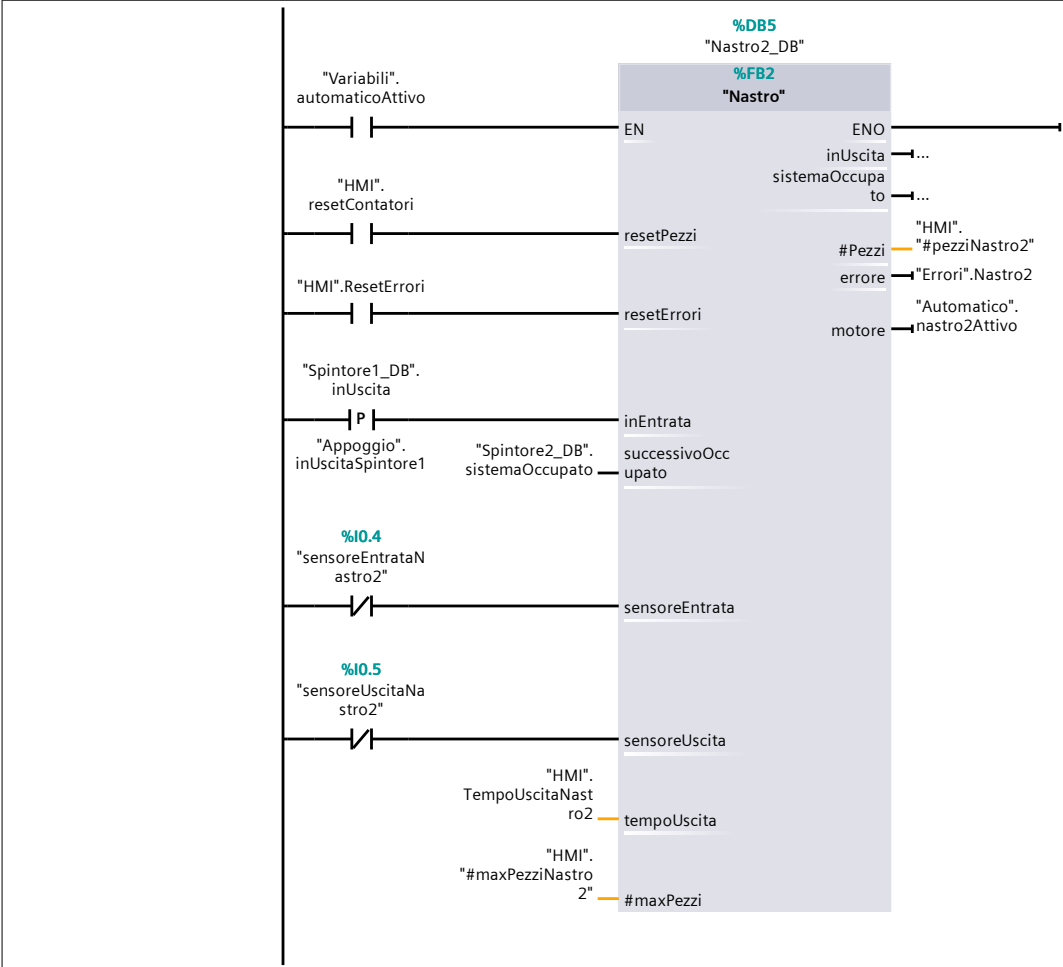 %DB5
"Nastro2_DB"
%FB2
"Nastro"
"Variabili".
automaticoAttivo
EN
ENO
inUscita
...
sistemaOccupa
to
...
"HMI".
resetContatori
resetPezzi
#Pezzi
"HMI".
"#pezziNastro2"
errore
"Errori".Nastro2
"HMI".ResetErrori
resetErrori
motore
"Automatico".
nastro2Attivo
"Spintore1_DB".
inUscita
P
"Appoggio".
inUscitaSpintore1
inEntrata
"Spintore2_DB".
sistemaOccupato
successivoOcc
upato
%I0.4
"sensoreEntrataN
astro2"
sensoreEntrata
%I0.5
"sensoreUscitaNa
stro2"
sensoreUscita
"HMI".
TempoUscitaNast
ro2
tempoUscita
"HMI".
"#maxPezziNastro
2"
#maxPezzi